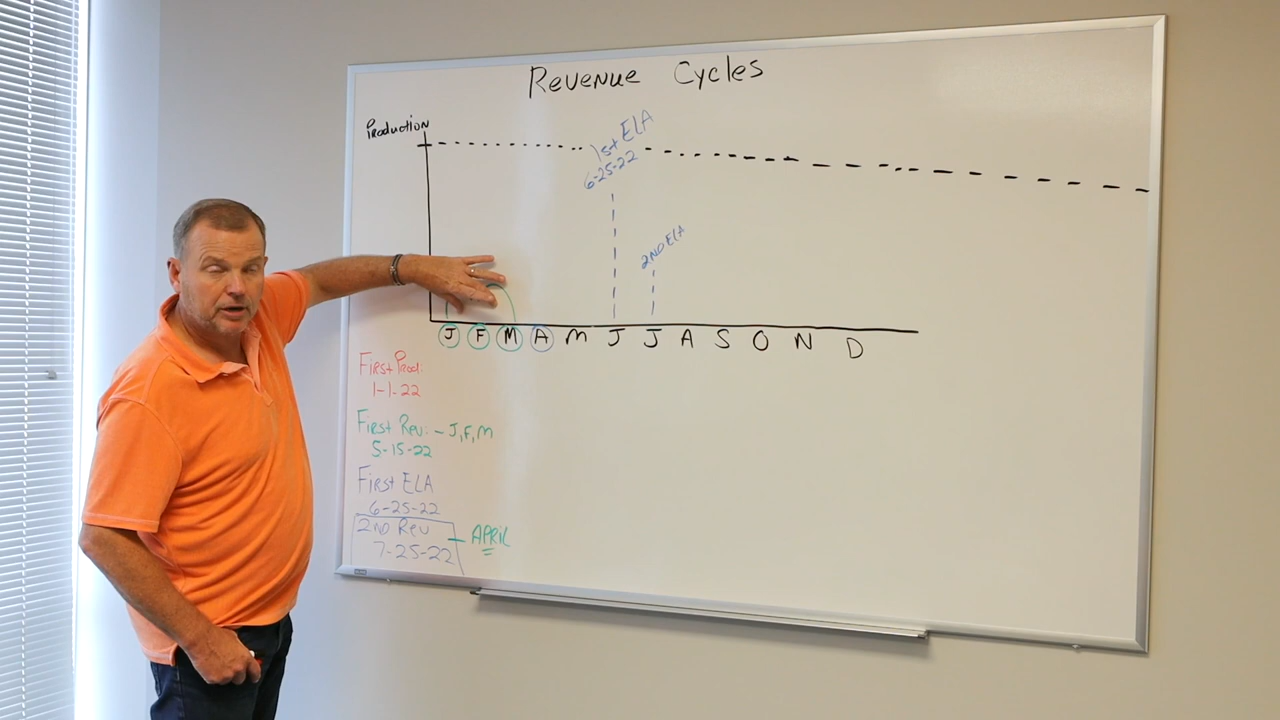 Revenue Cycles
Production
1st ELA
6-25-22
2ND ELA
J F M A M J J A S O N D
First Prod:
1-1-22
First Rev: - J, F, M
5-15-22
First ELA
6-25-22
2nd Rev
7-25-22
APRIL